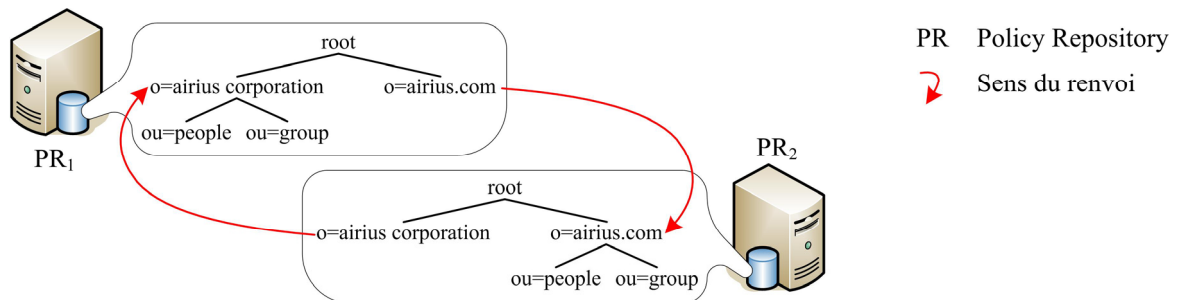 root
o=airius corporation o=airius.com
ou=people ou=group
PR₁
root
o=airius corporation o=airius.com
ou=people ou=group
PR₂
PR Policy Repository
Sens du renvoi